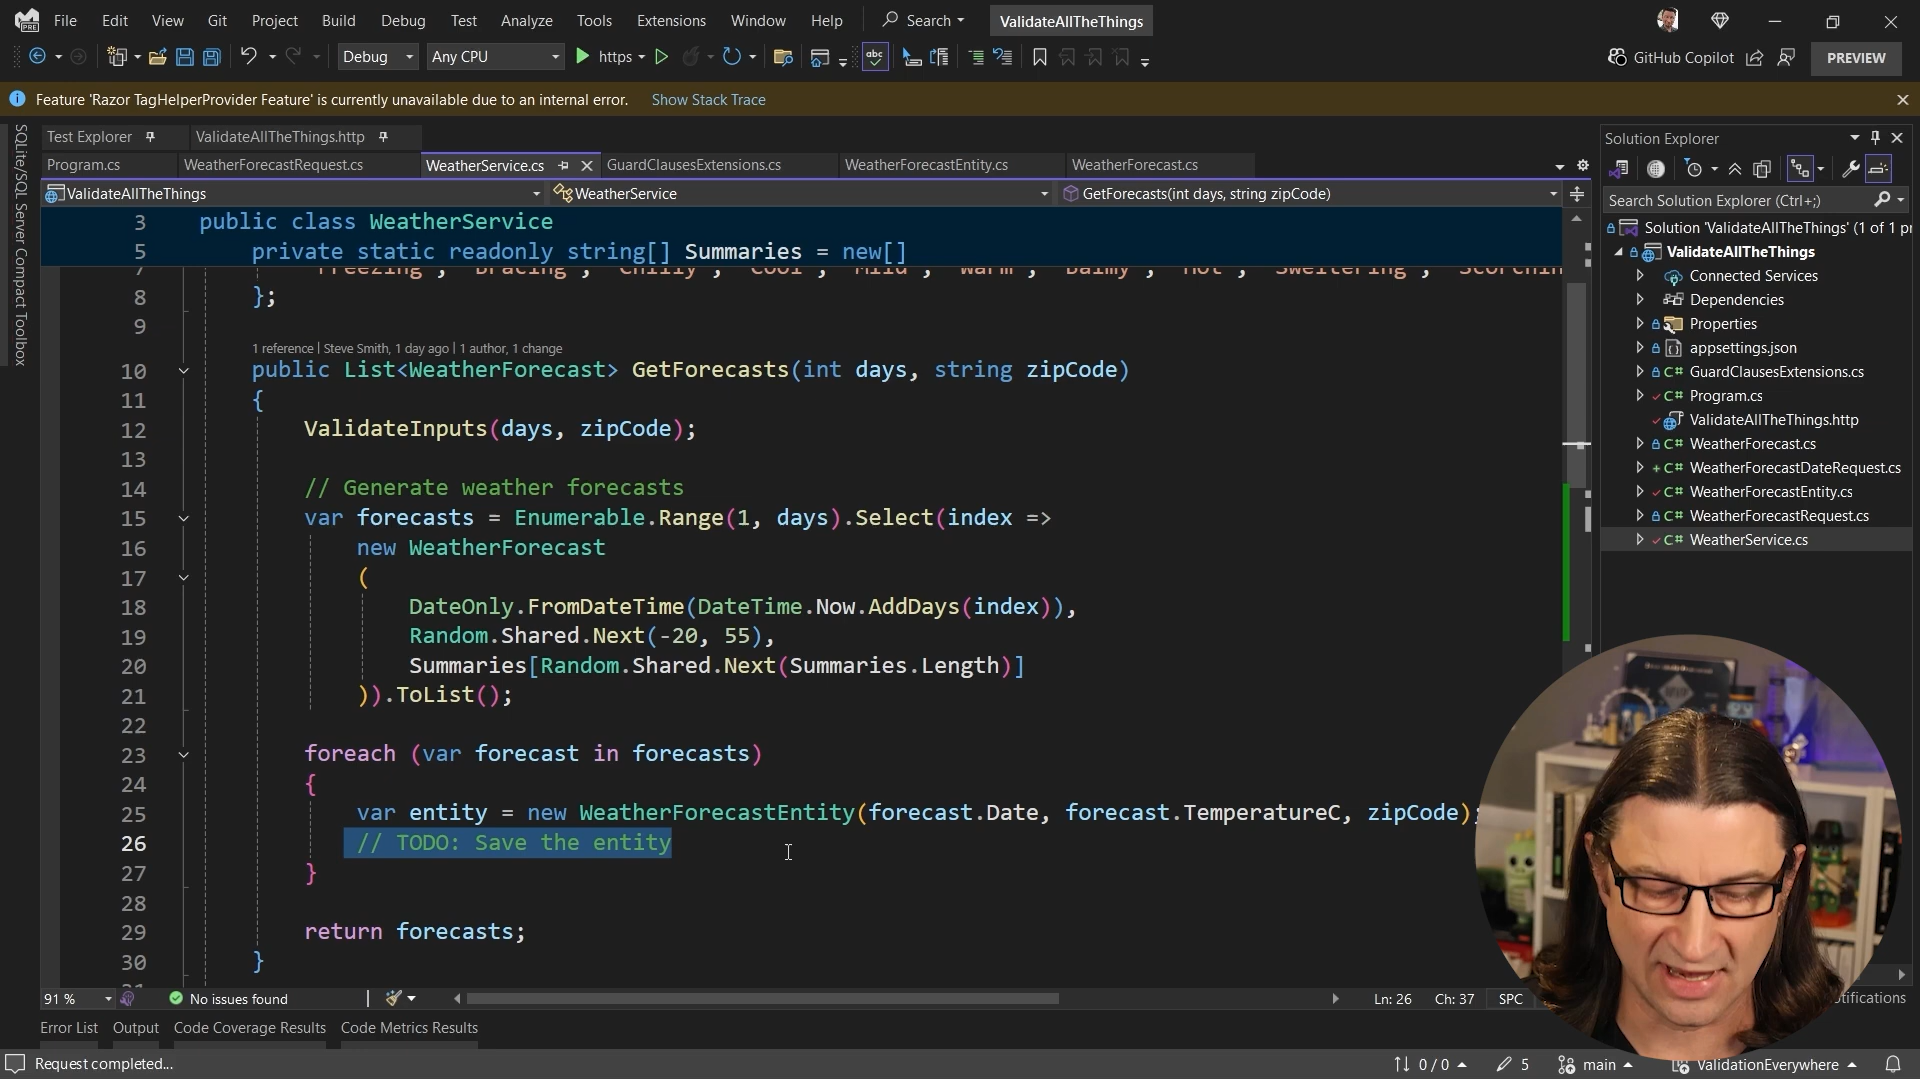 File Edit View Git Project Build Debug Test Analyze Tools Extensions Window Help Search ValidateAllTheThings
Debug Any CPU https GitHub Copilot PREVIEW
Feature 'Razor TagHelperProvider Feature' is currently unavailable due to an internal error. Show Stack Trace
SQLite/SQL Server Compact Toolbox
Test Explorer ValidateAllTheThings.http
Program.cs WeatherForecastRequest.cs WeatherService.cs GuardClausesExtensions.cs WeatherForecastEntity.cs WeatherForecast.cs
ValidateAllTheThings WeatherService GetForecasts(int days, string zipCode)
3 public class WeatherService
5 private static readonly string[] Summaries = new[]
7 "Freezing", "Bracing", "Chilly", "Cool", "Mild", "Warm", "Balmy", "Hot", "Sweltering", "Scorchin
8 };
9
1 reference | Steve Smith, 1 day ago | 1 author, 1 change
10 public List<WeatherForecast> GetForecasts(int days, string zipCode)
11 {
12 ValidateInputs(days, zipCode);
13
14 // Generate weather forecasts
15 var forecasts = Enumerable.Range(1, days).Select(index =>
16 new WeatherForecast
17 (
18 DateOnly.FromDateTime(DateTime.Now.AddDays(index)),
19 Random.Shared.Next(-20, 55),
20 Summaries[Random.Shared.Next(Summaries.Length)]
21 )).ToList();
22
23 foreach (var forecast in forecasts)
24 {
25 var entity = new WeatherForecastEntity(forecast.Date, forecast.TemperatureC, zipCode);
26 // TODO: Save the entity
27 }
28
29 return forecasts;
30 }
91 % No issues found Ln: 26 Ch: 37 SPC
Solution Explorer
Search Solution Explorer (Ctrl+;)
Solution 'ValidateAllTheThings' (1 of 1 pr
ValidateAllTheThings
Connected Services
Dependencies
Properties
appsettings.json
C# GuardClausesExtensions.cs
C# Program.cs
ValidateAllTheThings.http
C# WeatherForecast.cs
C# WeatherForecastDateRequest.cs
C# WeatherForecastEntity.cs
C# WeatherForecastRequest.cs
C# WeatherService.cs
Error List Output Code Coverage Results Code Metrics Results
Request completed... 0 / 0 5 main ValidationEverywhere